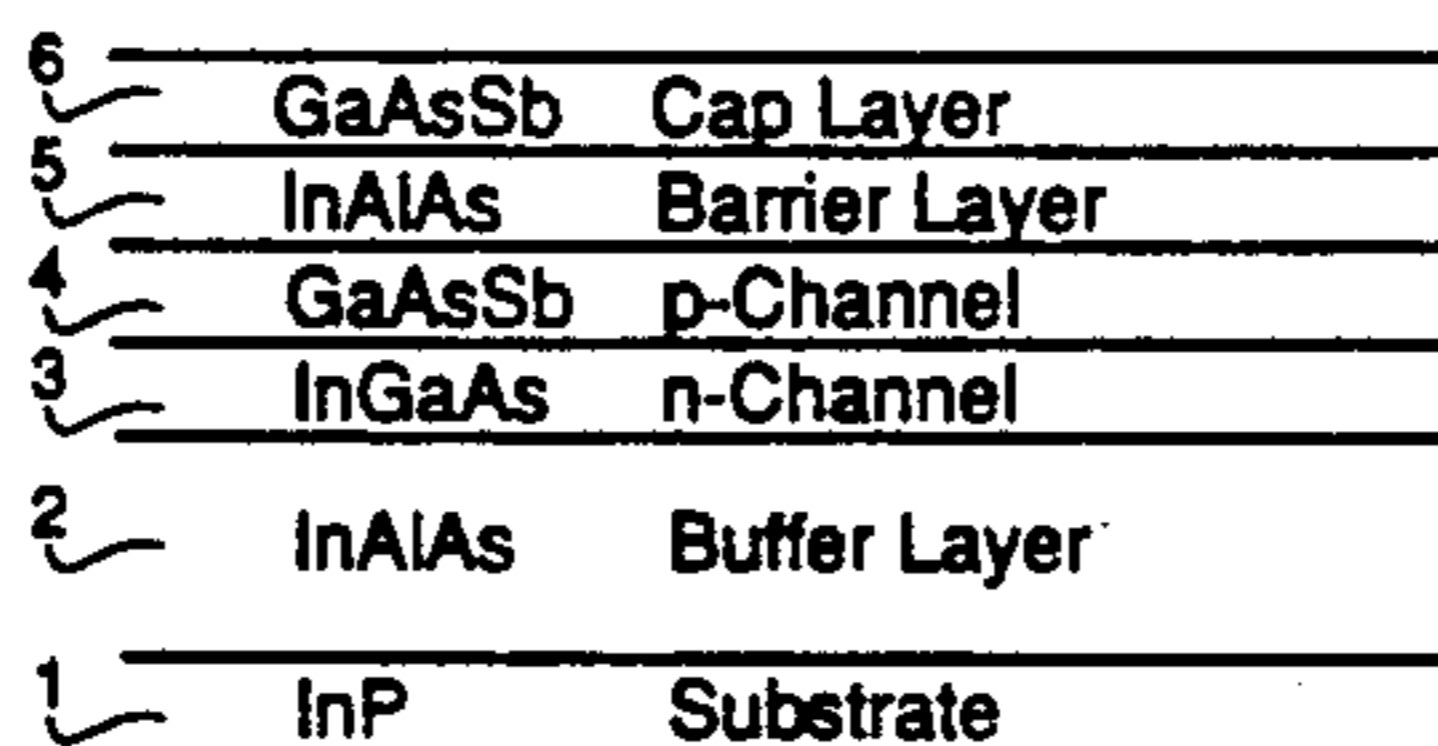 6 GaAsSb Cap Layer
5 InAlAs Barrier Layer
4 GaAsSb p-Channel
3 InGaAs n-Channel
2 InAlAs Buffer Layer
1 InP Substrate